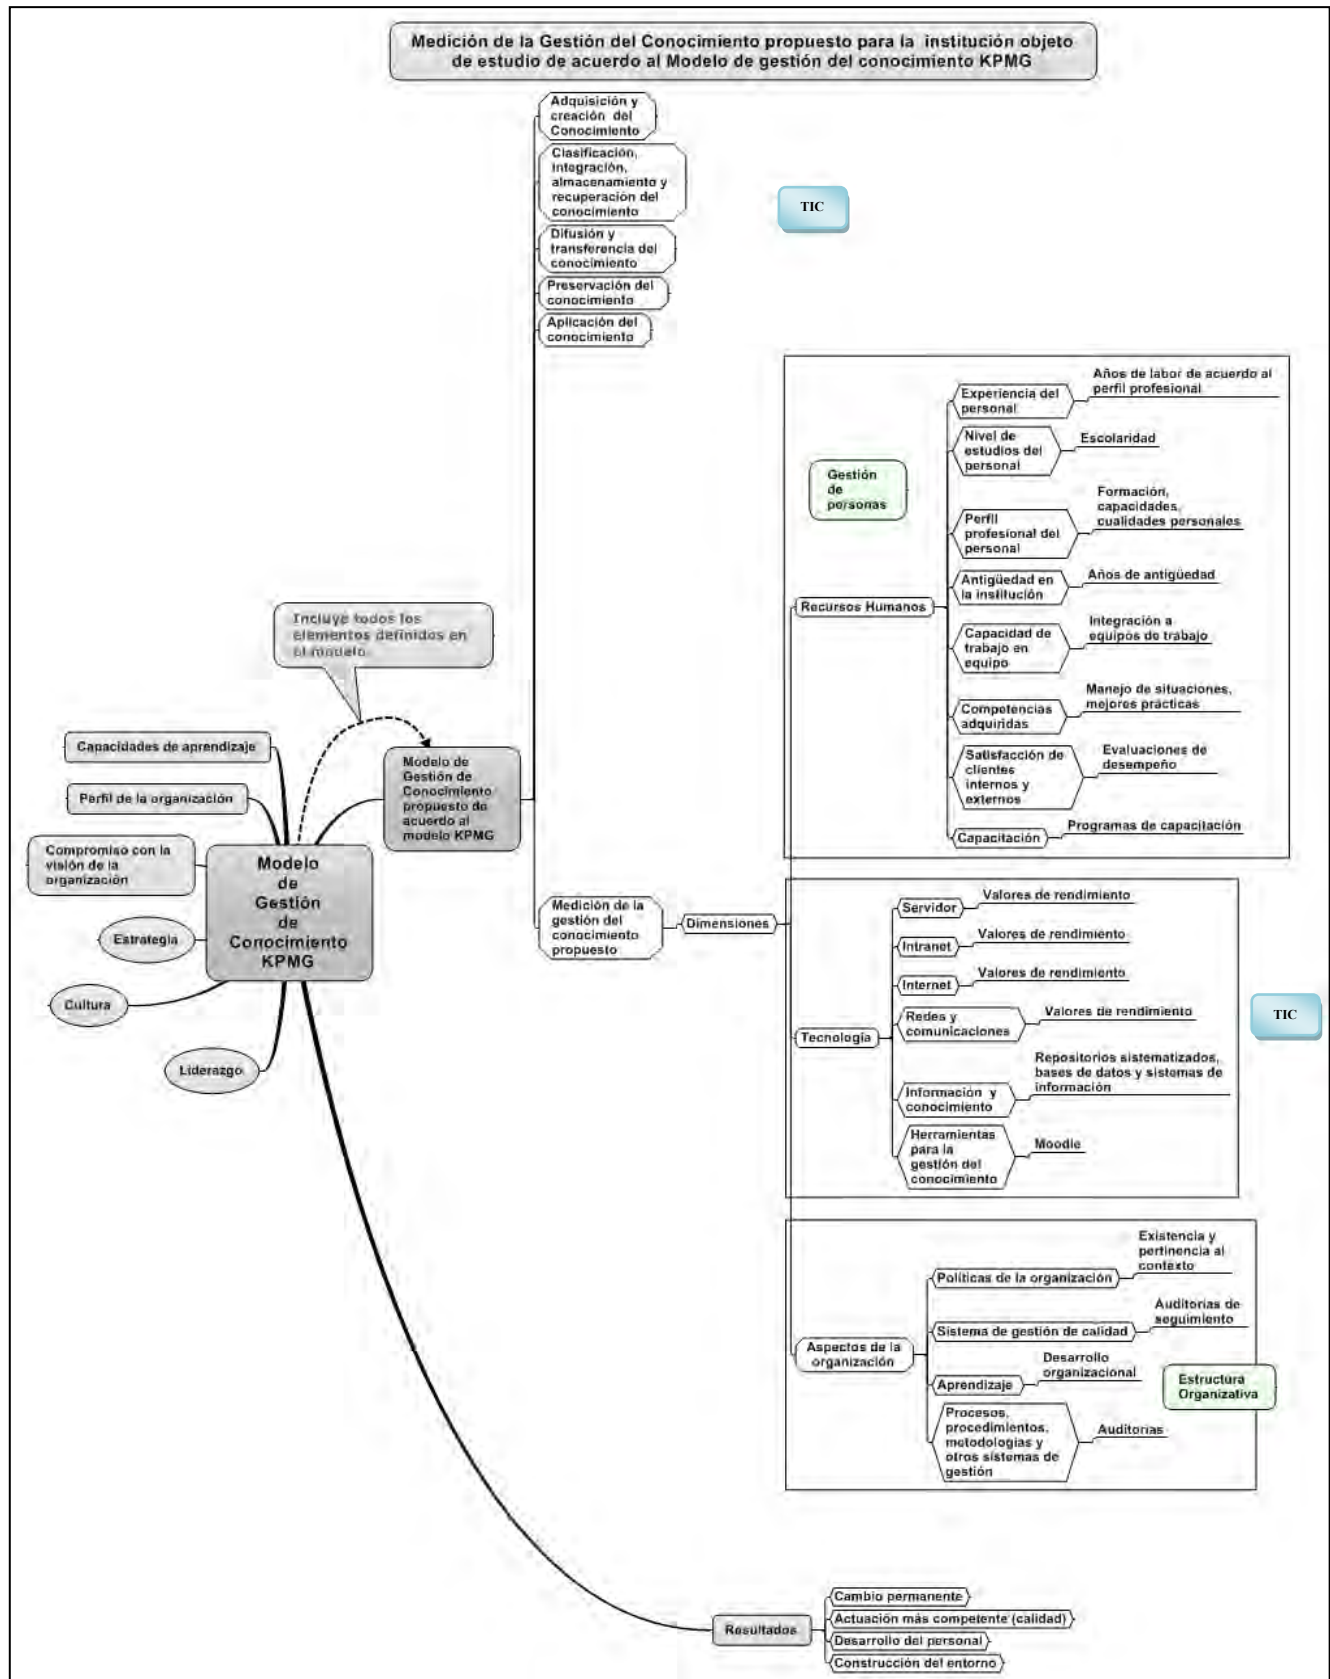 Medición de la Gestión del Conocimiento propuesto para la institución objeto
de estudio de acuerdo al Modelo de gestión del conocimiento KPMG
Adquisición y
creación del
Conocimiento
Clasificación,
integración,
almacenamiento y
recuperación del
conocimiento
TIC
Difusión y
transferencia del
conocimiento
Preservación del
conocimiento
Aplicación del
conocimiento
Incluye todos los
elementos definidos en
el modelo
Capacidades de aprendizaje
Perfil de la organización
Compromiso con la
visión de la
organización
Estrategia
Cultura
Liderazgo
Modelo
de
Gestión
de
Conocimiento
KPMG
Modelo de
Gestión de
Conocimiento
propuesto de
acuerdo al
modelo KPMG
Medición de la
gestión del
conocimiento
propuesto
Dimensiones
Gestión
de
personas
Recursos Humanos
Experiencia del
personal
Años de labor de acuerdo al
perfil profesional
Nivel de
estudios del
personal
Escolaridad
Perfil
profesional del
personal
Formación,
capacidades,
cualidades personales
Antigüedad en
la institución
Años de antigüedad
Capacidad de
trabajo en
equipo
Integración a
equipos de trabajo
Competencias
adquiridas
Manejo de situaciones,
mejores prácticas
Satisfacción de
clientes
internos y
externos
Evaluaciones de
desempeño
Capacitación
Programas de capacitación
Tecnología
Servidor
Valores de rendimiento
Intranet
Valores de rendimiento
Internet
Valores de rendimiento
Redes y
comunicaciones
Valores de rendimiento
TIC
Información y
conocimiento
Repositorios sistematizados,
bases de datos y sistemas de
información
Herramientas
para la
gestión del
conocimiento
Moodle
Aspectos de la
organización
Políticas de la organización
Existencia y
pertinencia al
contexto
Sistema de gestión de calidad
Auditorias de
seguimiento
Aprendizaje
Desarrollo
organizacional
Estructura
Organizativa
Procesos,
procedimientos,
metodologías y
otros sistemas de
gestión
Auditorias
Resultados
Cambio permanente
Actuación más competente (calidad)
Desarrollo del personal
Construcción del entorno